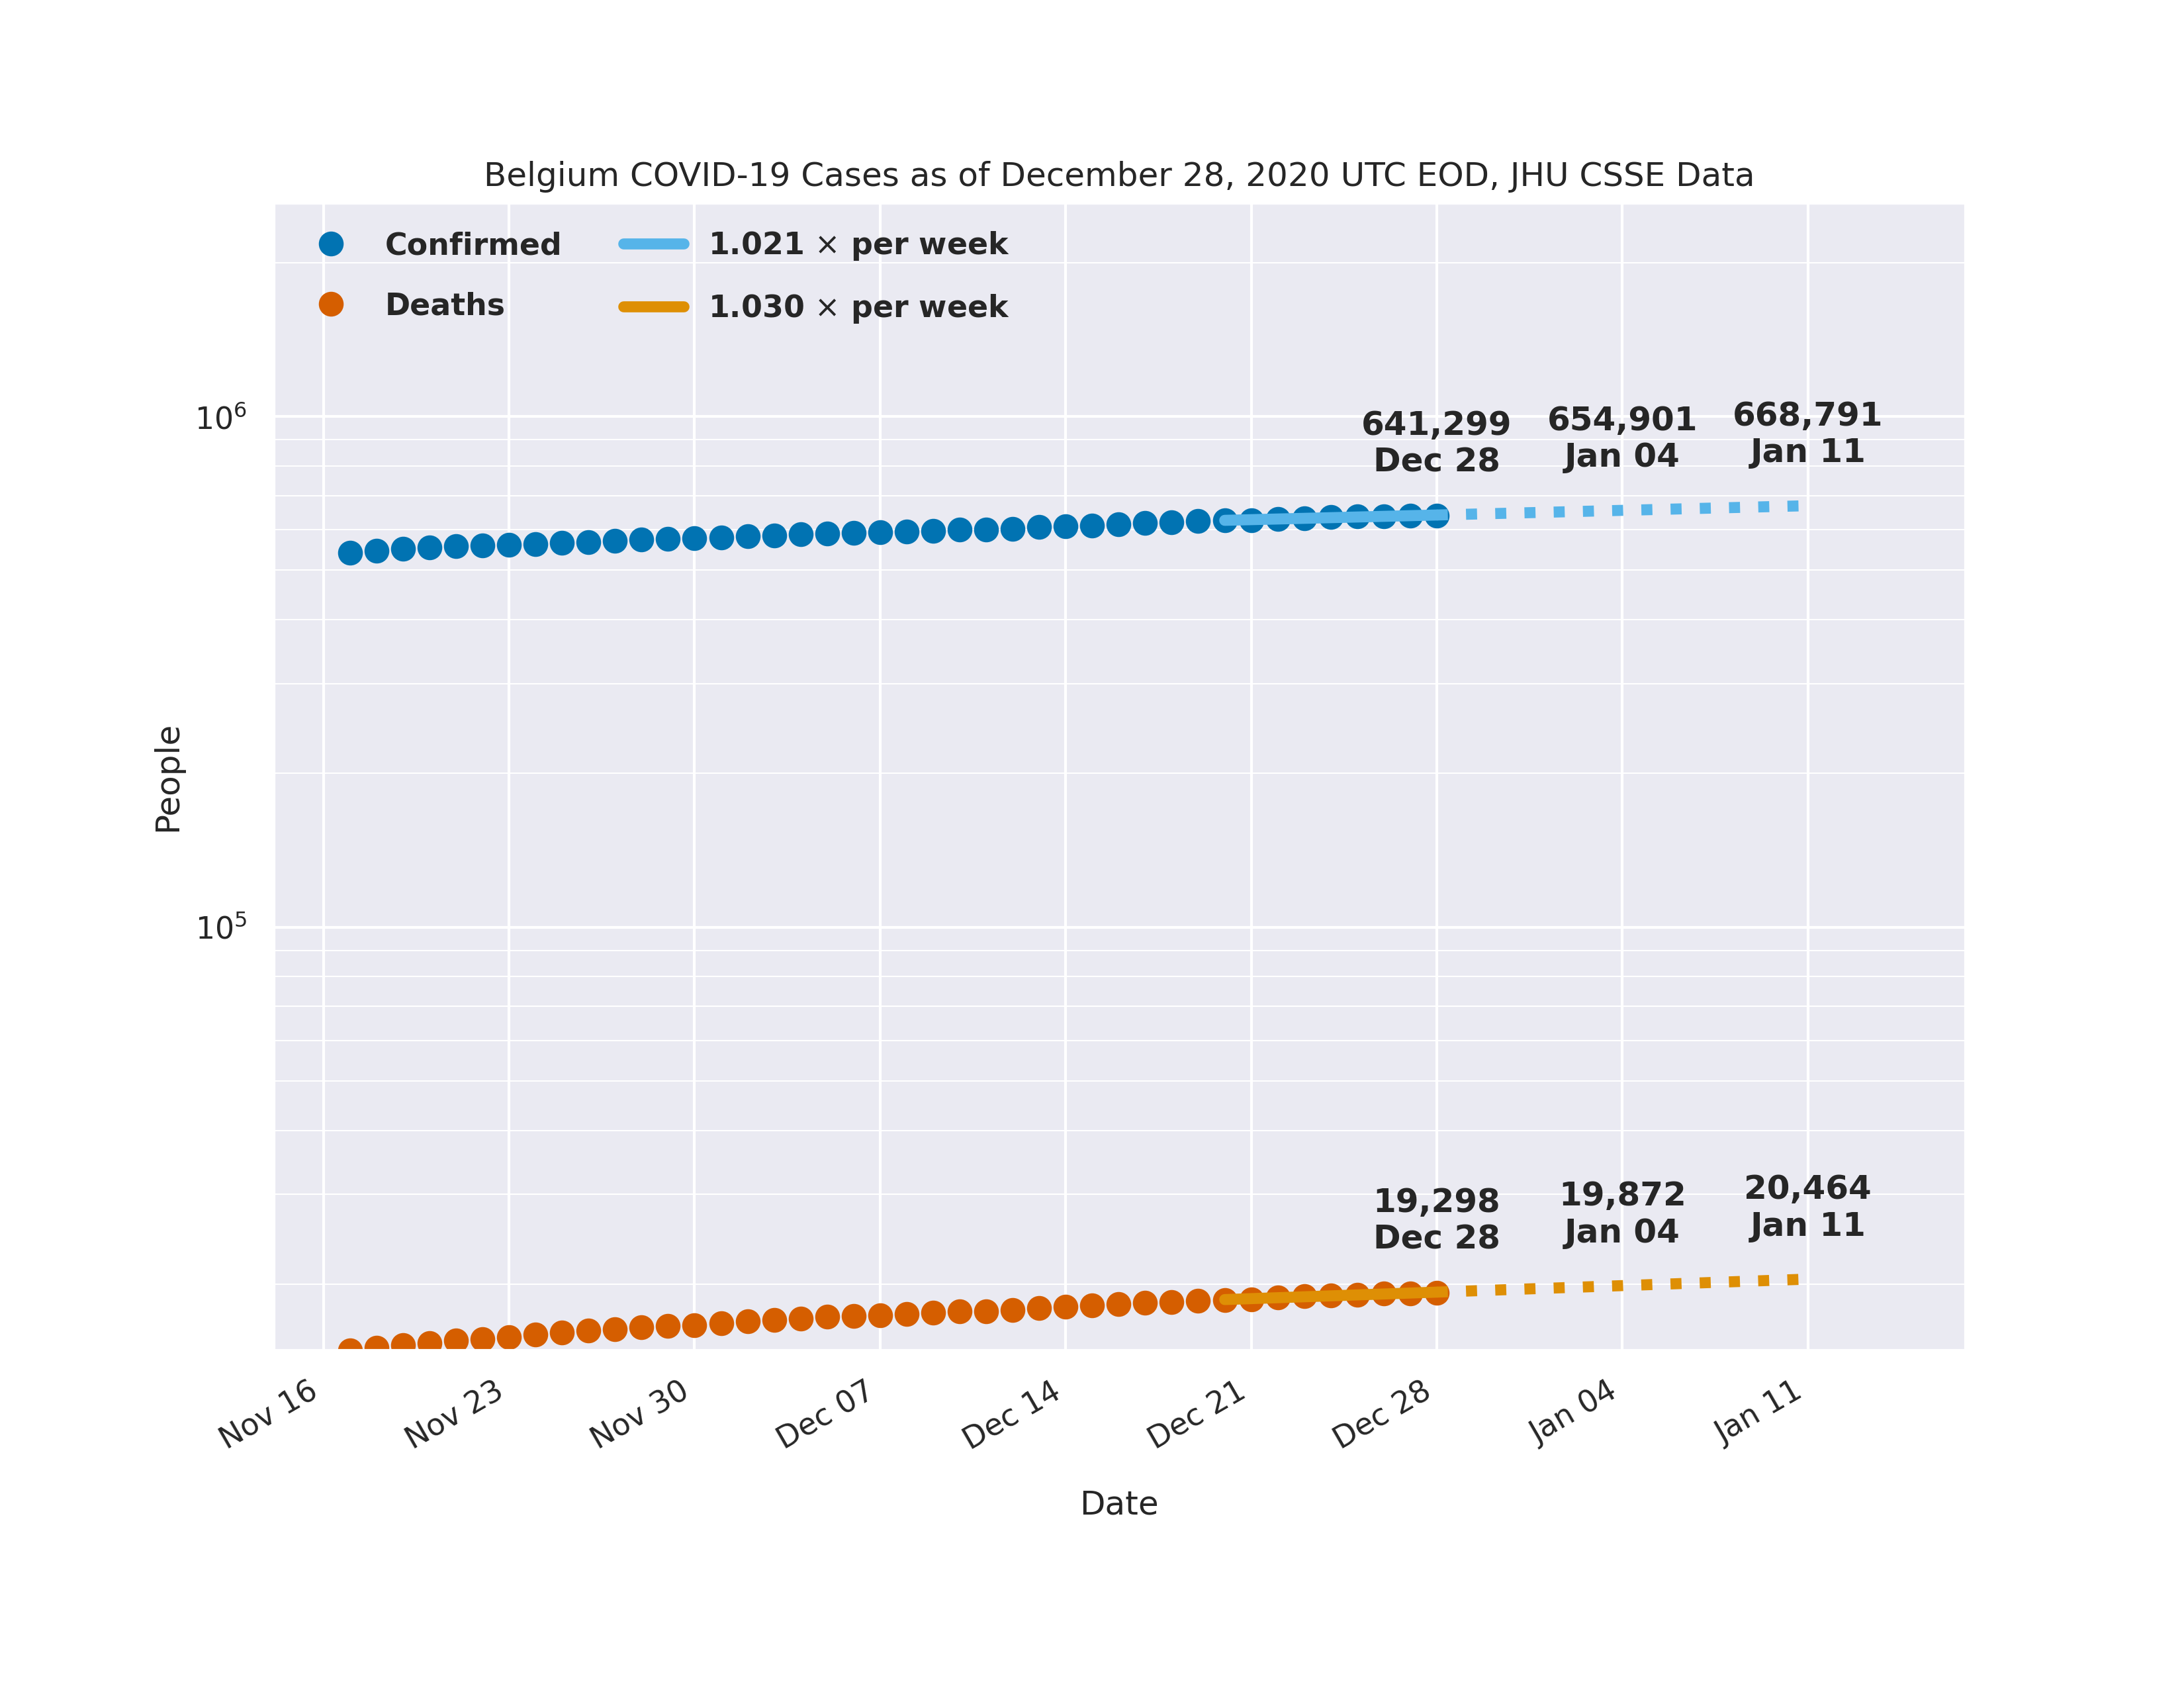 Belgium COVID-19 Cases as of December 28, 2020 UTC EOD, JHU CSSE Data
Confirmed
Deaths
1.021 × per week
1.030 × per week
10⁶
10⁵
People
641,299
Dec 28
654,901
Jan 04
668,791
Jan 11
19,298
Dec 28
19,872
Jan 04
20,464
Jan 11
Nov 16
Nov 23
Nov 30
Dec 07
Dec 14
Dec 21
Dec 28
Jan 04
Jan 11
Date